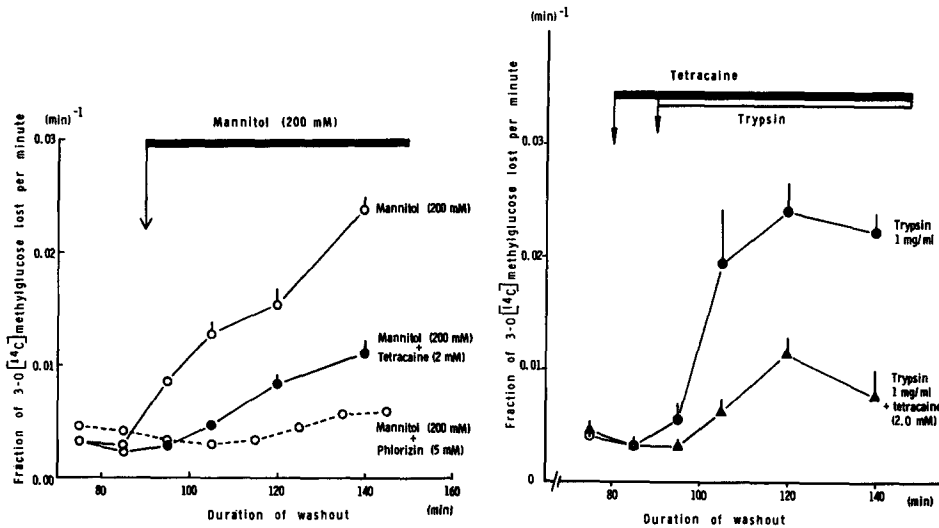 (min)⁻¹
0.03
0.02
0.01
0.00
Fraction of 3-O[¹⁴C]methylglucose lost per minute
Mannitol (200 mM)
Mannitol (200 mM)
Mannitol (200 mM)
+
Tetracaine (2 mM)
Mannitol (200 mM)
+
Phlorizin (5 mM)
80
100
120
140
160
Duration of washout
(min)
(min)⁻¹
0.03
0.02
0.01
0
Fraction of 3-O[¹⁴C]methylglucose lost per minute
Tetracaine
Trypsin
Trypsin
1 mg/ml
Trypsin
1 mg/ml
+ tetracaine
(2.0 mM)
80
100
120
140
Duration of washout
(min)